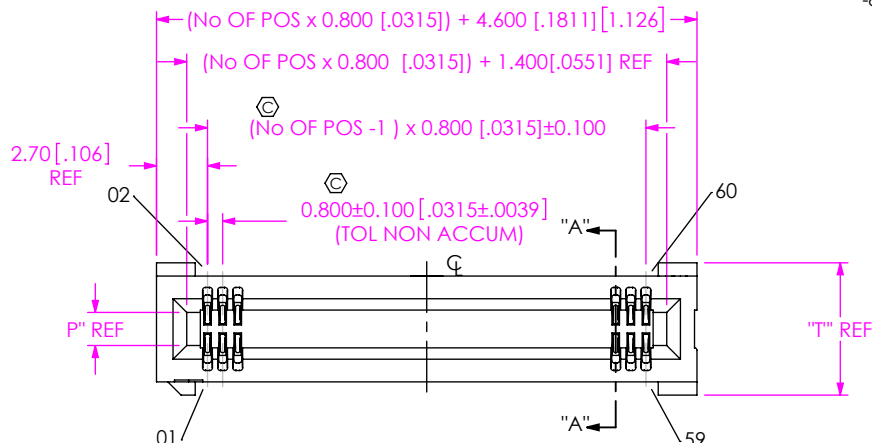 (No OF POS x 0.800 [.0315]) + 4.600 [.1811][1.126]
(No OF POS x 0.800 [.0315]) + 1.400[.0551] REF
C
(No OF POS -1 ) x 0.800 [.0315]±0.100
2.70[.106]
REF
C
02
60
0.800±0.100[.0315±.0039]
(TOL NON ACCUM)
"A"
CL
P" REF
"T" REF
"A"
01
59